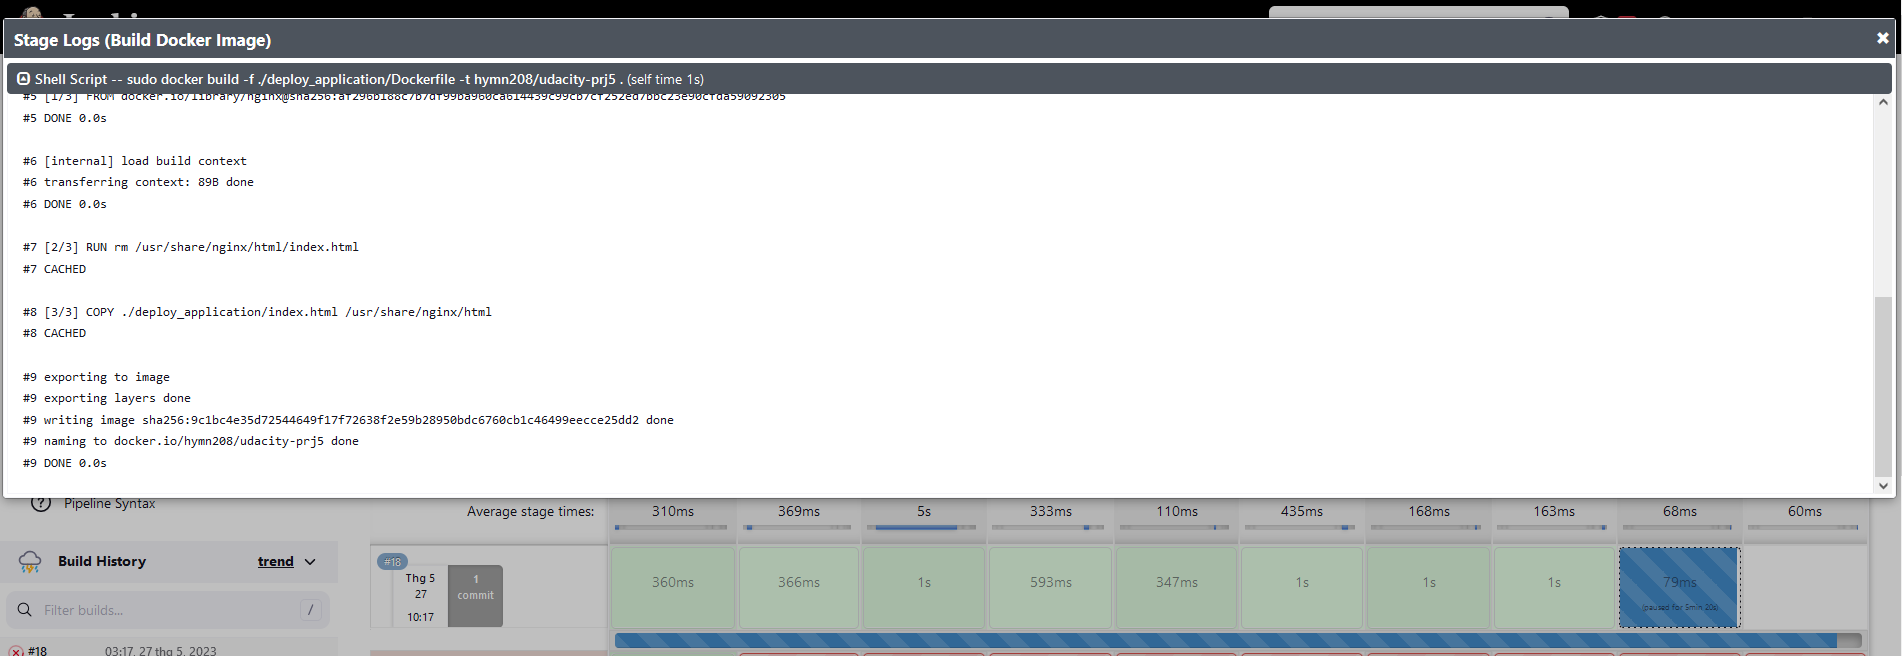 Stage Logs (Build Docker Image)
Shell Script -- sudo docker build -f ./deploy_application/Dockerfile -t hymn208/udacity-prj5 . (self time 1s)
#5 [1/3] FROM docker.io/library/nginx@sha256:af296b188c7b7df99ba960ca614439c99cb7cf252ed7bbc23e90cfda59092305
#5 DONE 0.0s
#6 [internal] load build context
#6 transferring context: 89B done
#6 DONE 0.0s
#7 [2/3] RUN rm /usr/share/nginx/html/index.html
#7 CACHED
#8 [3/3] COPY ./deploy_application/index.html /usr/share/nginx/html
#8 CACHED
#9 exporting to image
#9 exporting layers done
#9 writing image sha256:9c1bc4e35d72544649f17f72638f2e59b28950bdc6760cb1c46499eecce25dd2 done
#9 naming to docker.io/hymn208/udacity-prj5 done
#9 DONE 0.0s
Pipeline Syntax
Average stage times: 310ms 369ms 5s 333ms 110ms 435ms 168ms 163ms 68ms 60ms
Build History trend
Filter builds... /
#18 03:17, 27 thg 5, 2023
#18
Thg 5
27
10:17
1
commit
360ms 366ms 1s 593ms 347ms 1s 1s 1s 79ms
(paused for 5min 20s)